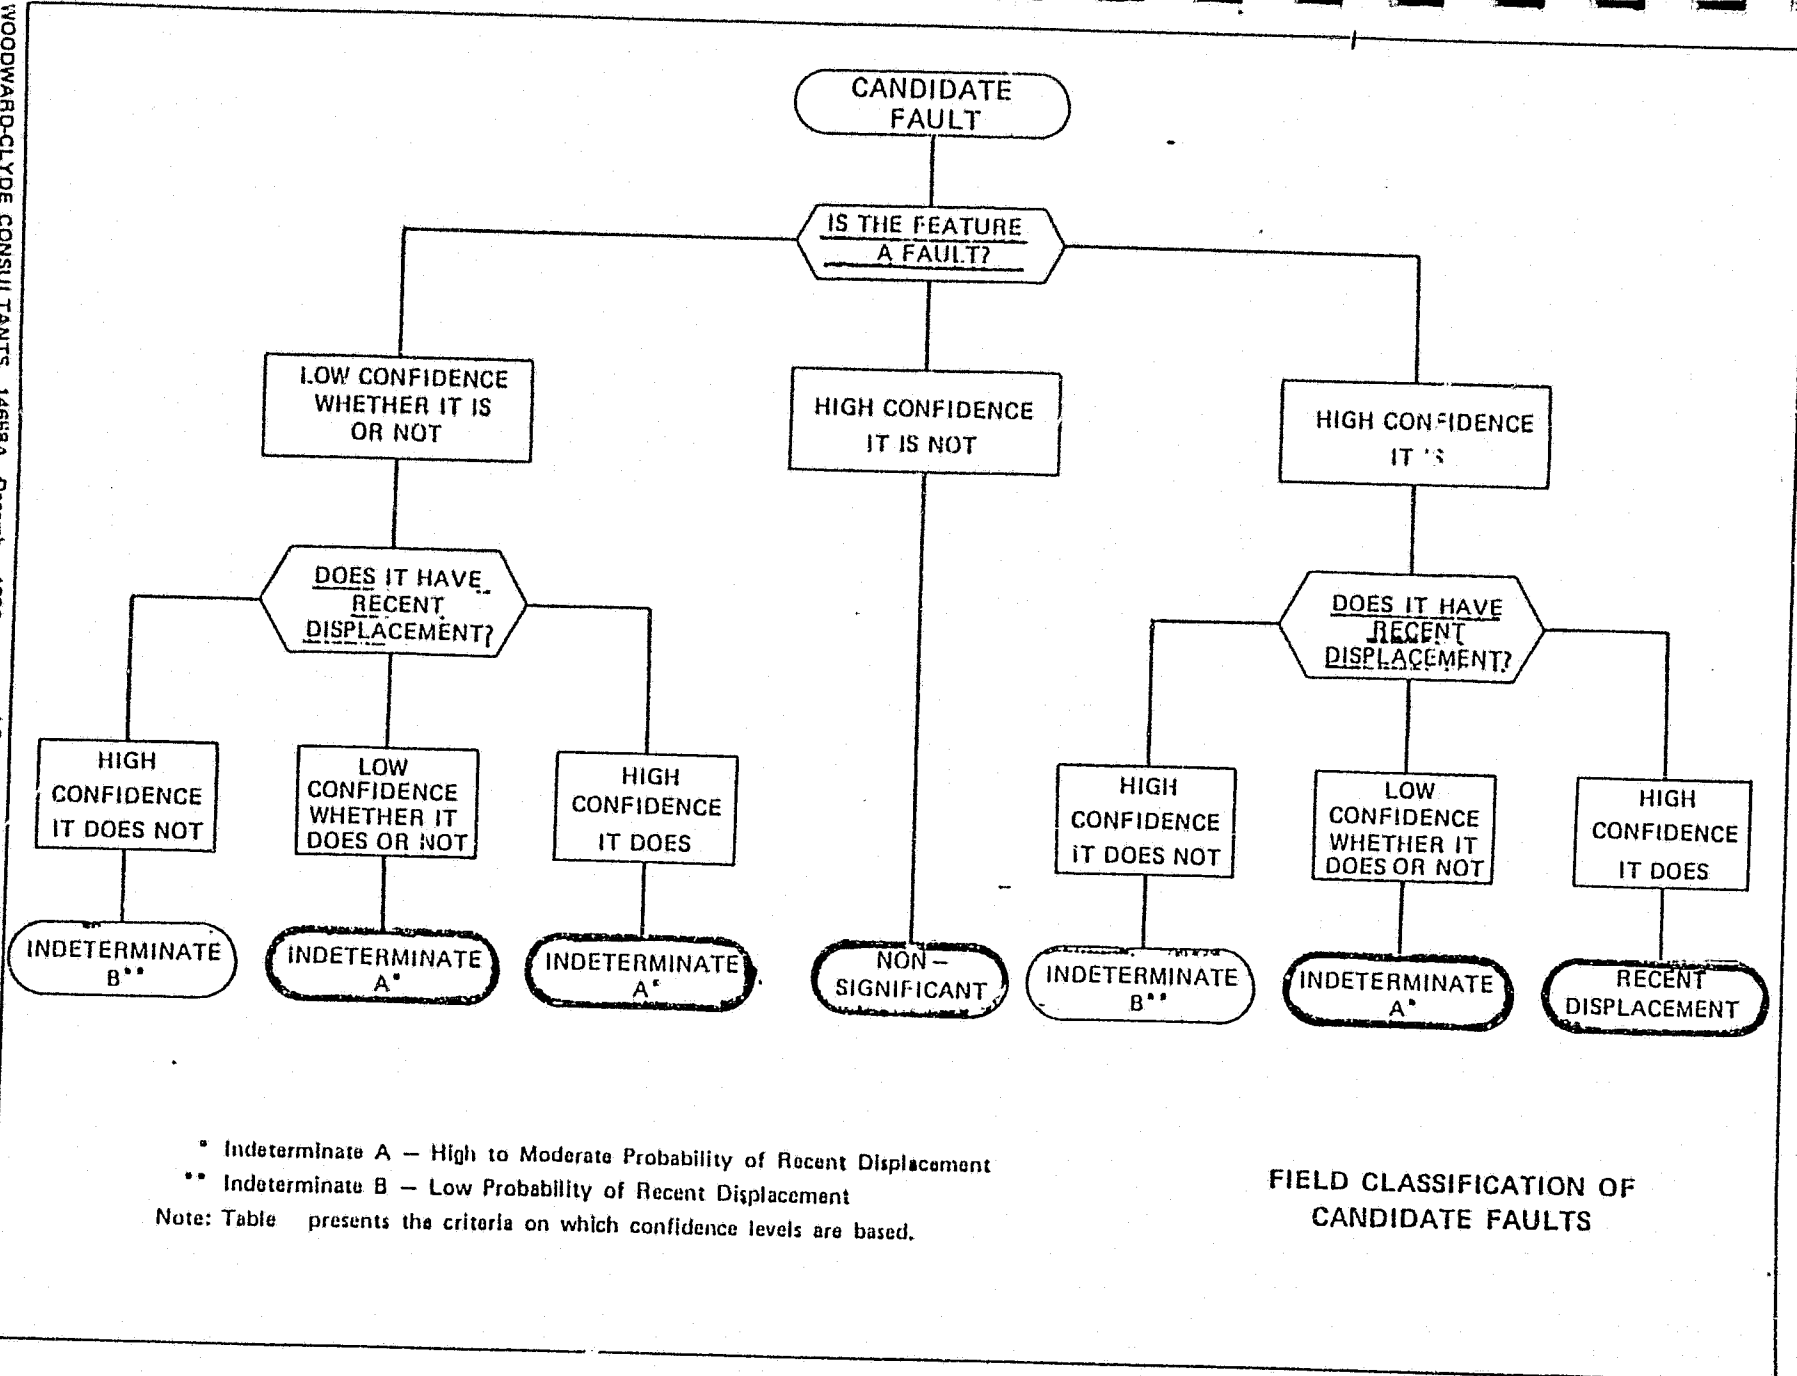 CANDIDATE
FAULT
IS THE FEATURE
A FAULT?
LOW CONFIDENCE
WHETHER IT IS
OR NOT
HIGH CONFIDENCE
IT IS NOT
HIGH CONFIDENCE
IT IS
DOES IT HAVE
RECENT
DISPLACEMENT?
DOES IT HAVE
RECENT
DISPLACEMENT?
HIGH
CONFIDENCE
IT DOES NOT
LOW
CONFIDENCE
WHETHER IT
DOES OR NOT
HIGH
CONFIDENCE
IT DOES
HIGH
CONFIDENCE
IT DOES NOT
LOW
CONFIDENCE
WHETHER IT
DOES OR NOT
HIGH
CONFIDENCE
IT DOES
INDETERMINATE
B**
INDETERMINATE
A*
INDETERMINATE
A*
NON–
SIGNIFICANT
INDETERMINATE
B**
INDETERMINATE
A*
RECENT
DISPLACEMENT
* Indeterminate A – High to Moderate Probability of Recent Displacement
** Indeterminate B – Low Probability of Recent Displacement
Note: Table presents the criteria on which confidence levels are based.
FIELD CLASSIFICATION OF
CANDIDATE FAULTS
WOODWARD-CLYDE CONSULTANTS